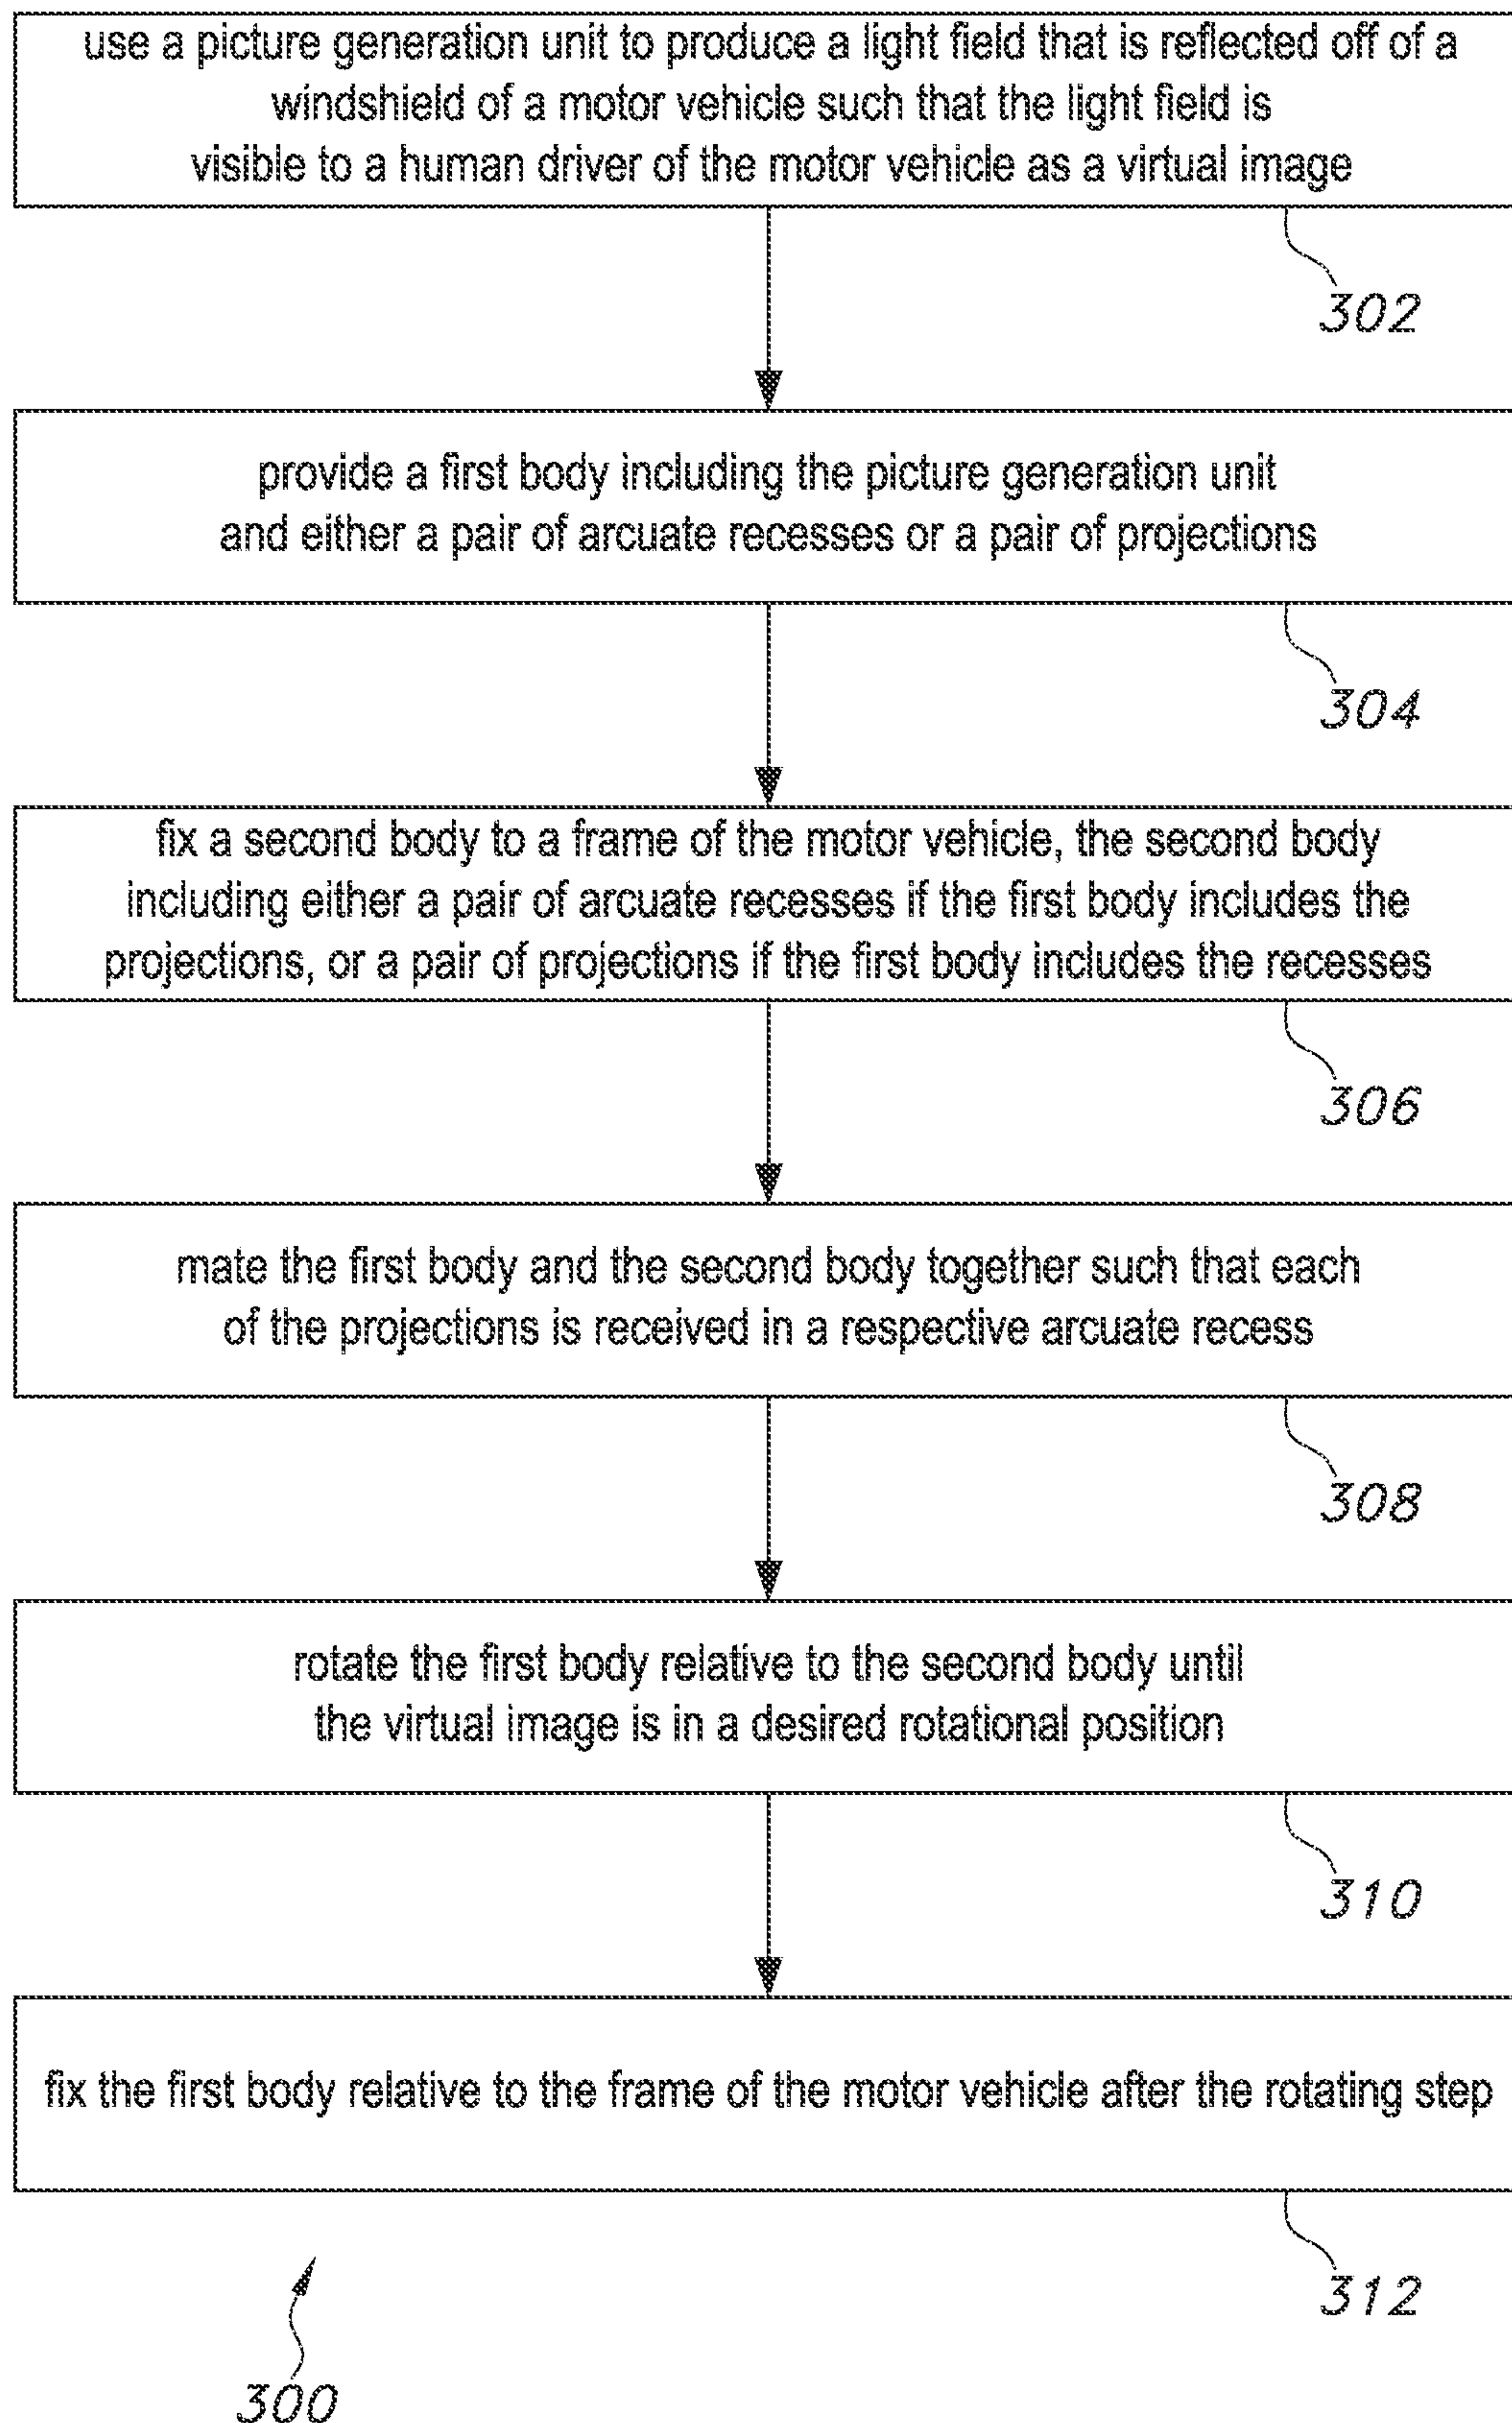 use a picture generation unit to produce a light field that is reflected off of a
windshield of a motor vehicle such that the light field is
visible to a human driver of the motor vehicle as a virtual image
302
provide a first body including the picture generation unit
and either a pair of arcuate recesses or a pair of projections
304
fix a second body to a frame of the motor vehicle, the second body
including either a pair of arcuate recesses if the first body includes the
projections, or a pair of projections if the first body includes the recesses
306
mate the first body and the second body together such that each
of the projections is received in a respective arcuate recess
308
rotate the first body relative to the second body until
the virtual image is in a desired rotational position
310
fix the first body relative to the frame of the motor vehicle after the rotating step
312
300